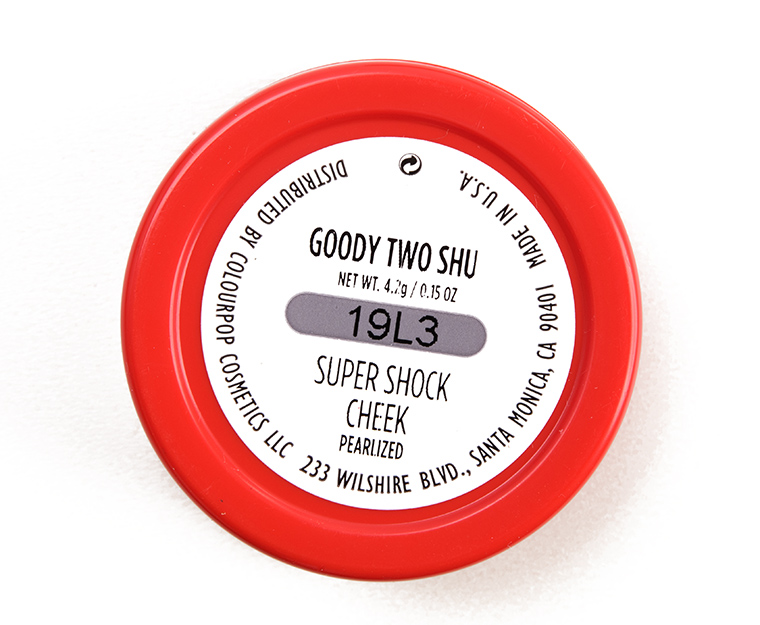 GOODY TWO SHU
NET WT. 4.2g / 0.15 OZ
19L3
SUPER SHOCK
CHEEK
PEARLIZED
DISTRIBUTED BY COLOURPOP COSMETICS LLC 233 WILSHIRE BLVD., SANTA MONICA, CA 90401 MADE IN U.S.A.